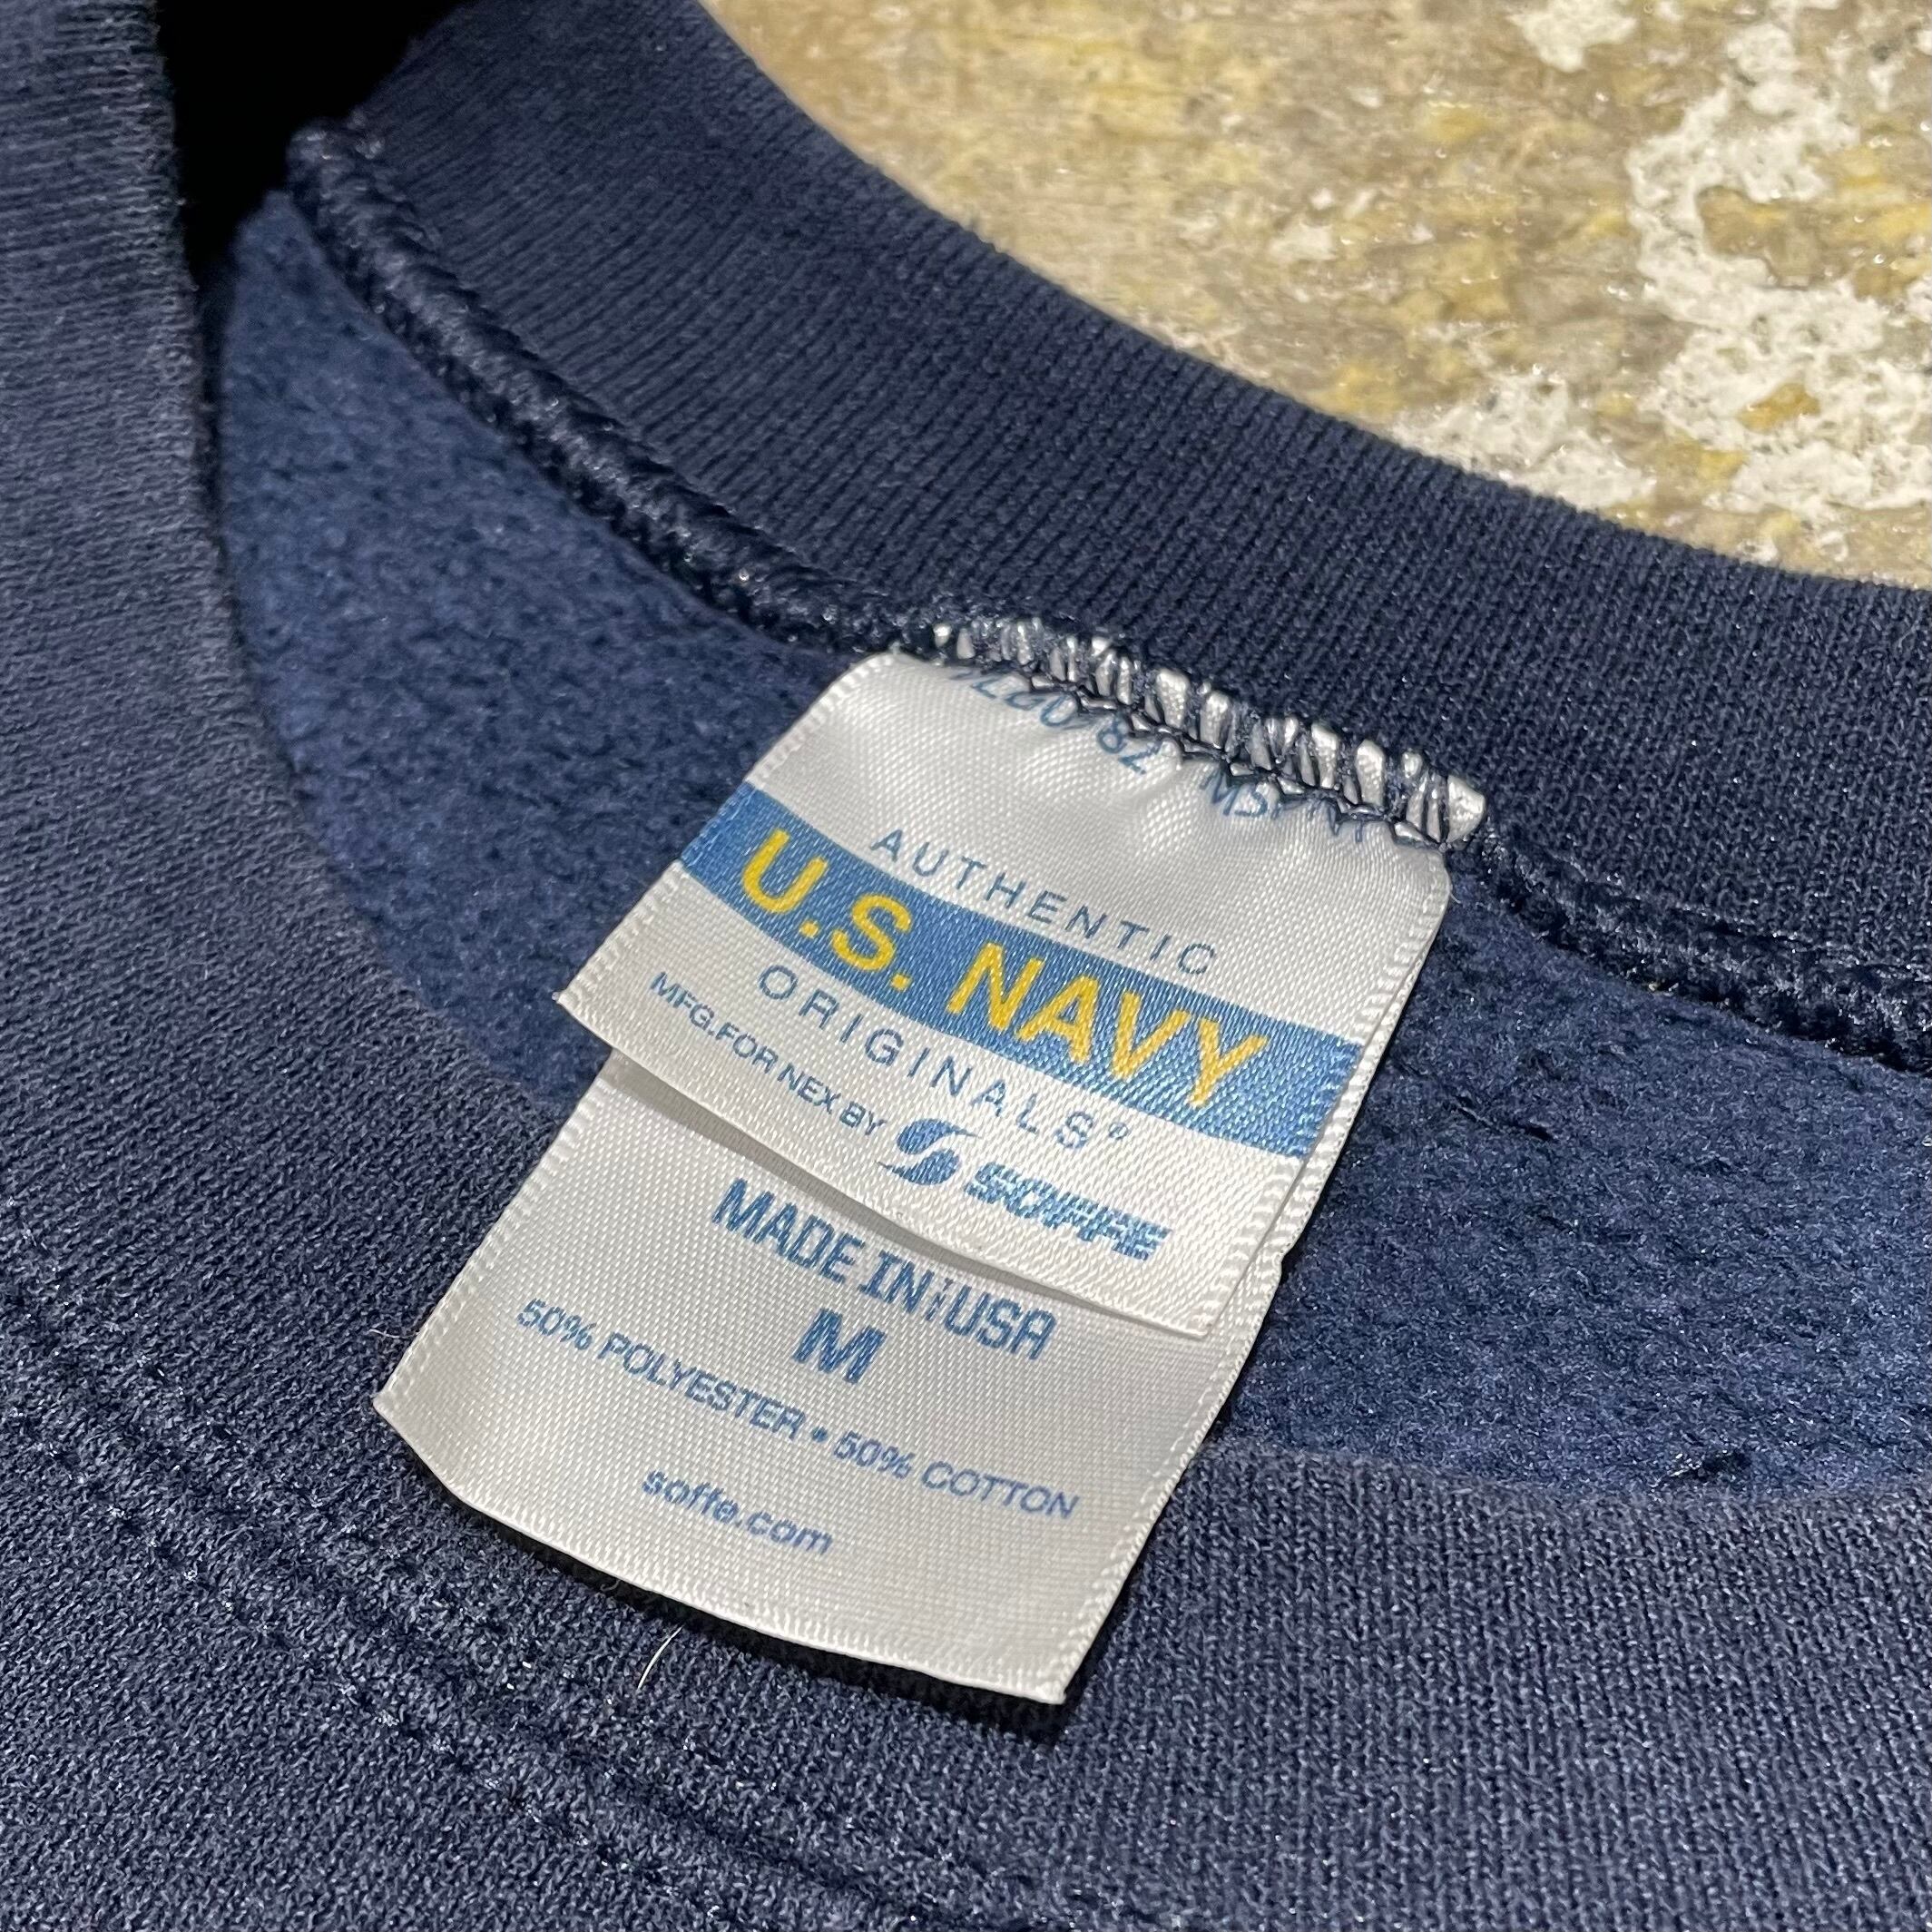 AUTHENTIC
U.S. NAVY
ORIGINALS®
MFG.FOR NEX BY SOFFE
MADE IN USA
M
50% POLYESTER • 50% COTTON
soffe.com